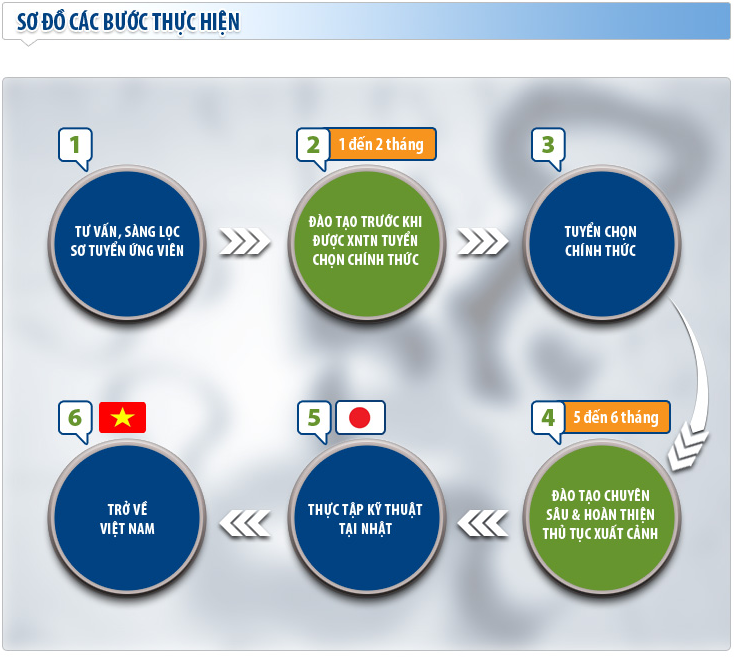 SƠ ĐỒ CÁC BƯỚC THỰC HIỆN
1
TƯ VẤN, SÀNG LỌC
SƠ TUYỂN ỨNG VIÊN
2
1 đến 2 tháng
ĐÀO TẠO TRƯỚC KHI
ĐƯỢC XNTN TUYỂN
CHỌN CHÍNH THỨC
3
TUYỂN CHỌN
CHÍNH THỨC
4
5 đến 6 tháng
ĐÀO TẠO CHUYÊN
SÂU & HOÀN THIỆN
THỦ TỤC XUẤT CẢNH
5
THỰC TẬP KỸ THUẬT
TẠI NHẬT
6
TRỞ VỀ
VIỆT NAM